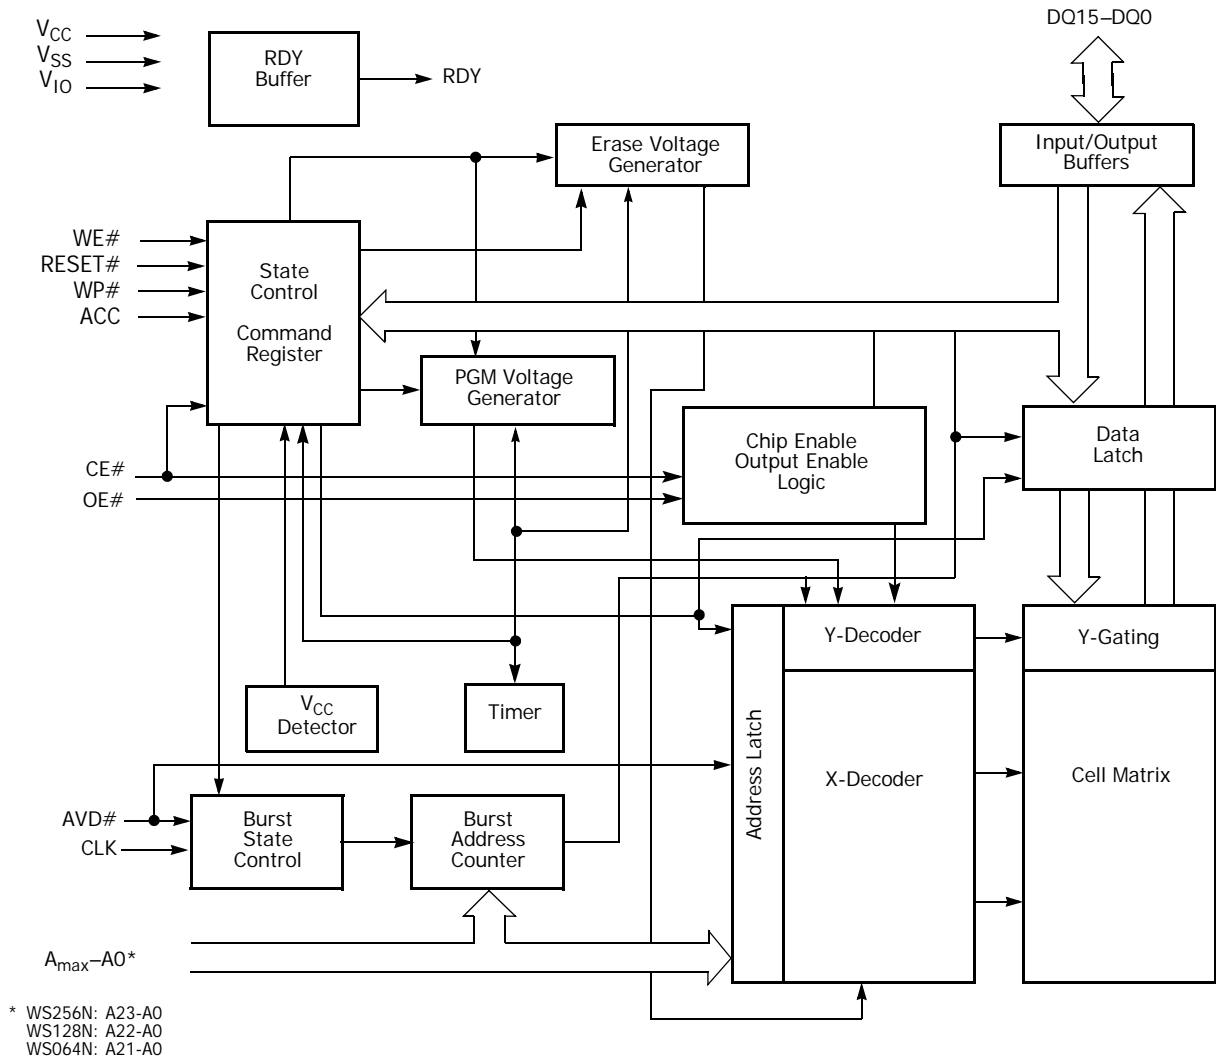 DQ15–DQ0
VCC
VSS
VIO
RDY
Buffer
RDY
Erase Voltage
Generator
Input/Output
Buffers
WE#
RESET#
WP#
ACC
State
Control
Command
Register
PGM Voltage
Generator
CE#
OE#
Chip Enable
Output Enable
Logic
Data
Latch
Y-Decoder
Y-Gating
VCC
Detector
Timer
Address Latch
X-Decoder
Cell Matrix
AVD#
CLK
Burst
State
Control
Burst
Address
Counter
Amax–A0*
* WS256N: A23-A0
WS128N: A22-A0
WS064N: A21-A0